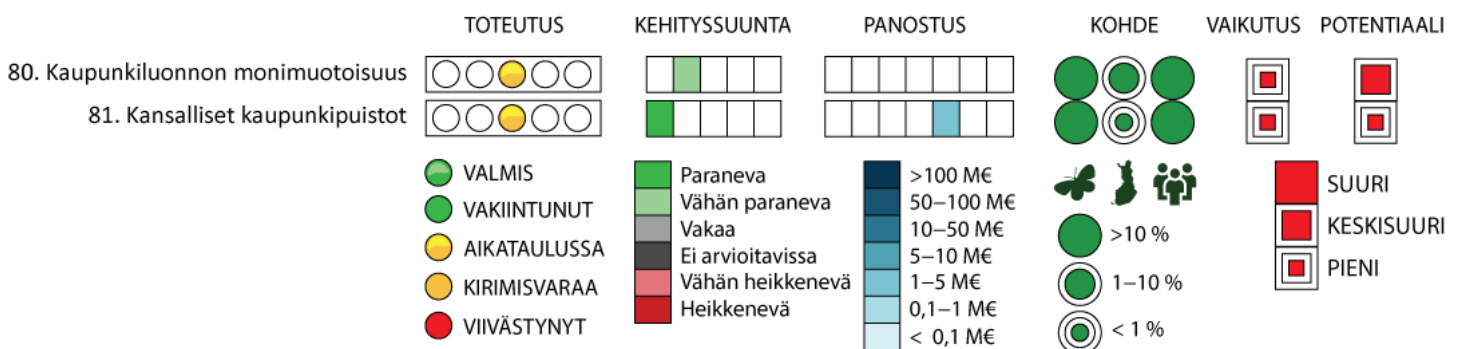 TOTEUTUS KEHITYSSUUNTA PANOSTUS KOHDE VAIKUTUS POTENTIAALI
80. Kaupunkiluonnon monimuotoisuus
81. Kansalliset kaupunkipuistot
VALMIS
VAKIINTUNUT
AIKATAULUSSA
KIRIMISVARAA
VIIVÄSTYNYT
Paraneva
Vähän paraneva
Vakaa
Ei arvioitavissa
Vähän heikkenevä
Heikkenevä
>100 M€
50–100 M€
10–50 M€
5–10 M€
1–5 M€
0,1–1 M€
< 0,1 M€
>10 %
1–10 %
< 1 %
SUURI
KESKISUURI
PIENI